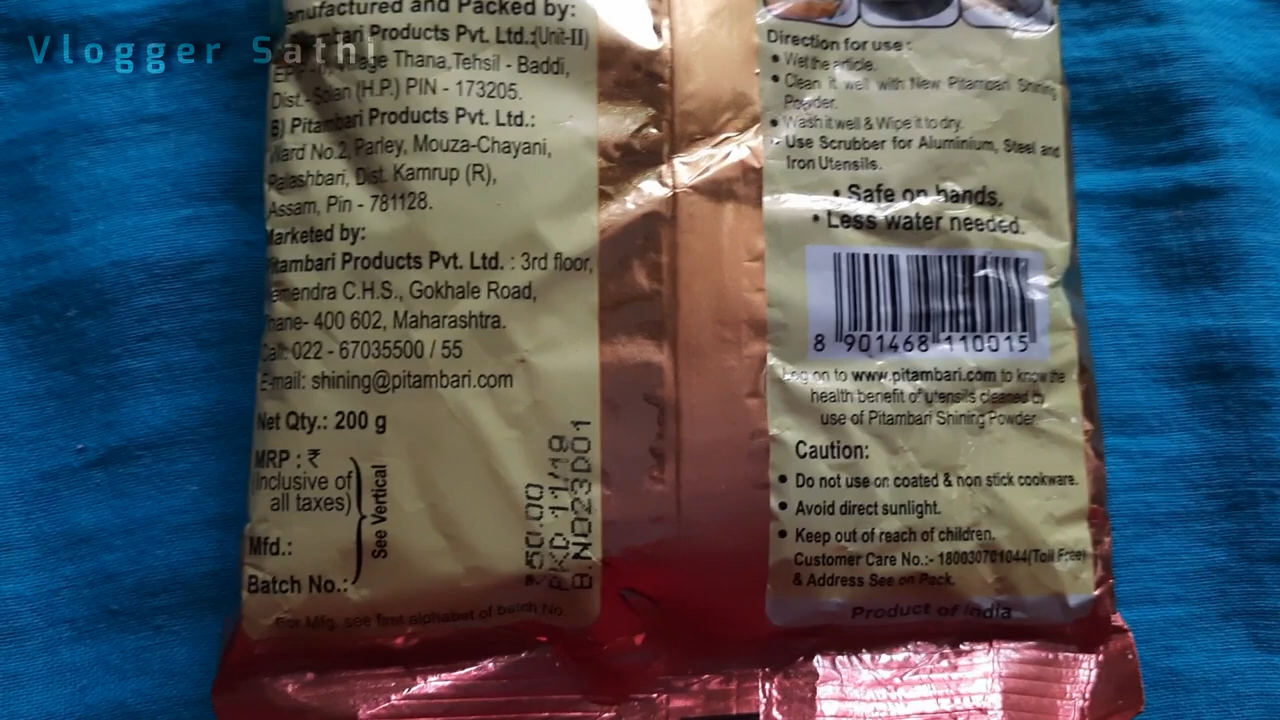 Vlogger Sathi
anufactured and Packed by:
bari Products Pvt. Ltd.:(Unit-II)
Village Thana, Tehsil - Baddi,
Dist.- Solan (H.P.) PIN - 173205.
B) Pitambari Products Pvt. Ltd.:
Ward No.2, Parley, Mouza-Chayani,
Palashbari, Dist. Kamrup (R),
Assam, Pin - 781128.
Marketed by:
itambari Products Pvt. Ltd. : 3rd floor,
mendra C.H.S., Gokhale Road,
hane- 400 602, Maharashtra.
Call: 022 - 67035500 / 55
E-mail: shining@pitambari.com
Net Qty.: 200 g
MRP : ₹
(Inclusive of
all taxes)
Mfd.:
Batch No.:
See Vertical
50.00
PKD 11/19
B NO23D01
For Mfg. see first alphabet of batch No.
Direction for use :
• Wet the article.
• Clean it well with New Pitambari Shining
Powder.
• Wash it well & Wipe it to dry.
• Use Scrubber for Aluminium, Steel and
Iron Utensils.
• Safe on hands.
• Less water needed.
8 901468 110015
Log on to www.pitambari.com to know the
health benefit of utensils cleaned by
use of Pitambari Shining Powder.
Caution:
• Do not use on coated & non stick cookware.
• Avoid direct sunlight.
• Keep out of reach of children.
Customer Care No.:- 180030701044(Toll Free)
& Address See on Pack.
Product of India